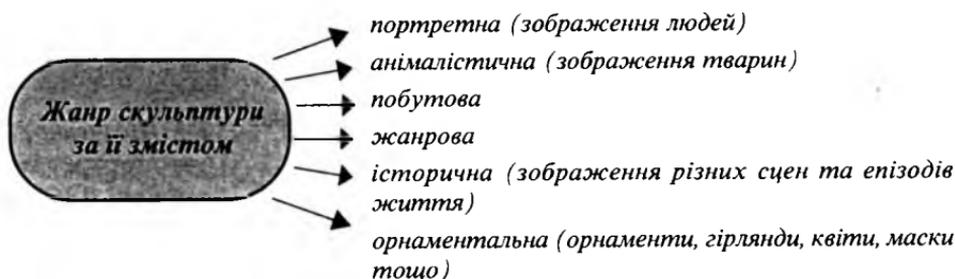 портретна (зображення людей)
анімалістична (зображення тварин)
Жанр скульптури
за її змістом
побутова
жанрова
історична (зображення різних сцен та епізодів
життя)
орнаментальна (орнаменти, гірлянди, квіти, маски
тощо)